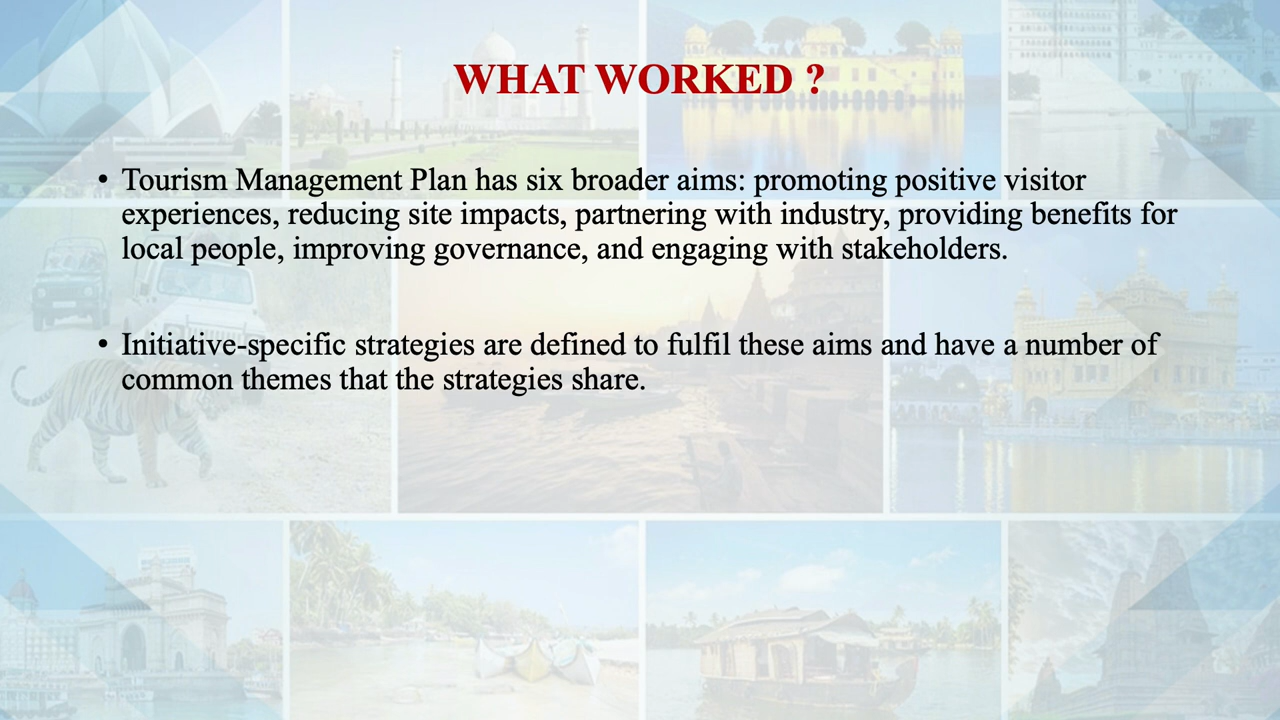 WHAT WORKED ?
• Tourism Management Plan has six broader aims: promoting positive visitor
experiences, reducing site impacts, partnering with industry, providing benefits for
local people, improving governance, and engaging with stakeholders.
• Initiative-specific strategies are defined to fulfil these aims and have a number of
common themes that the strategies share.